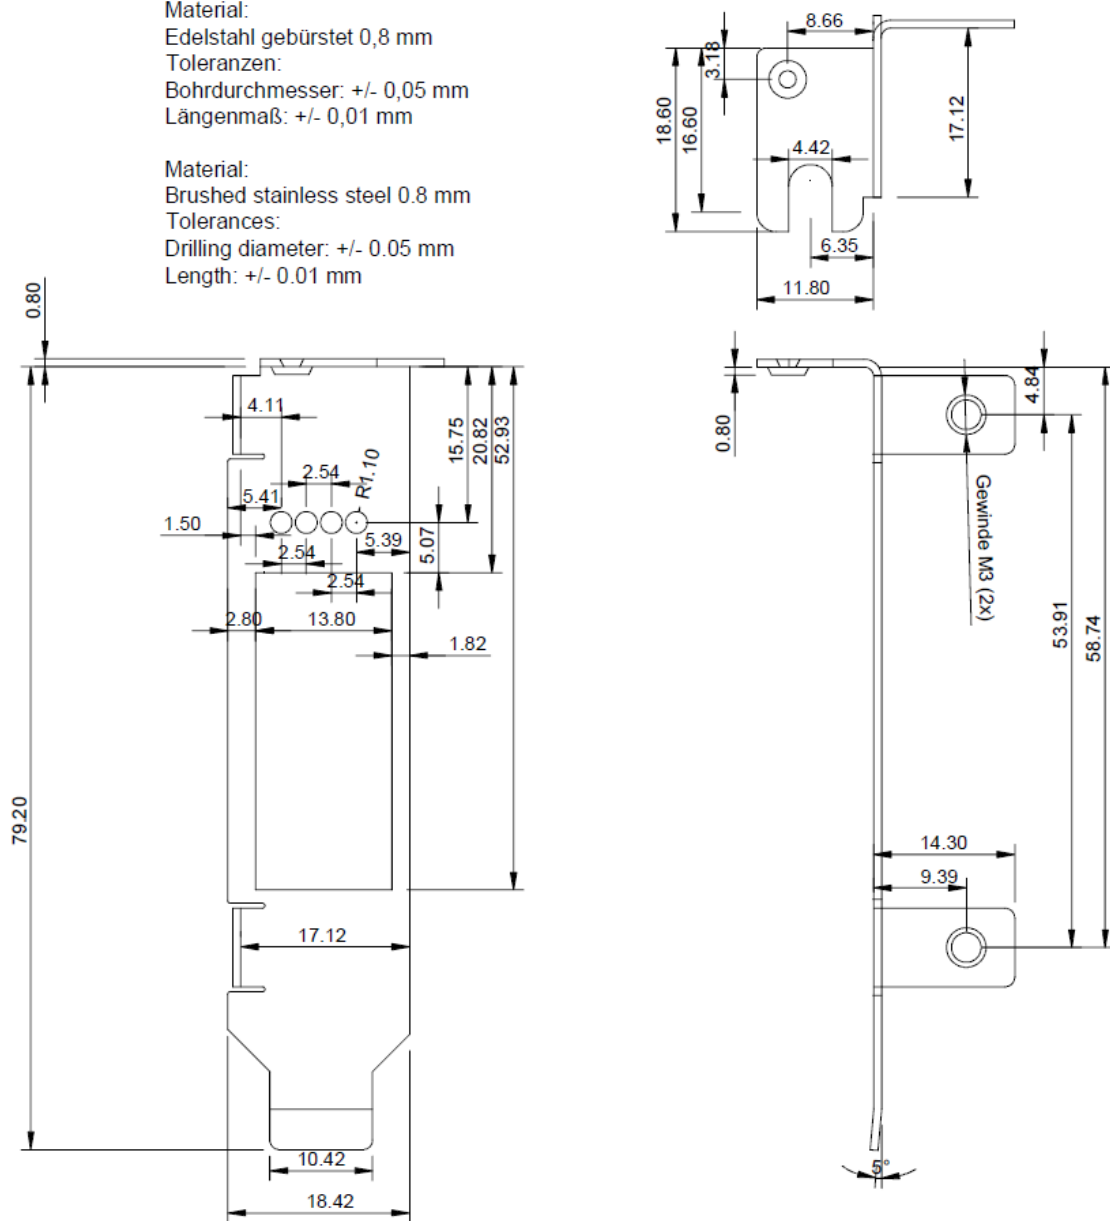 Material:
Edelstahl gebürstet 0,8 mm
Toleranzen:
Bohrdurchmesser: +/- 0,05 mm
Längenmaß: +/- 0,01 mm
Material:
Brushed stainless steel 0.8 mm
Tolerances:
Drilling diameter: +/- 0.05 mm
Length: +/- 0.01 mm
8.66
3.18
18.60
16.60
4.42
17.12
6.35
11.80
0.80
4.11
2.54
R1.10
15.75
20.82
52.93
5.41
1.50
2.54
5.39
5.07
2.54
2.80
13.80
1.82
79.20
17.12
10.42
18.42
0.80
4.84
Gewinde M3 (2x)
53.91
58.74
14.30
9.39
5°